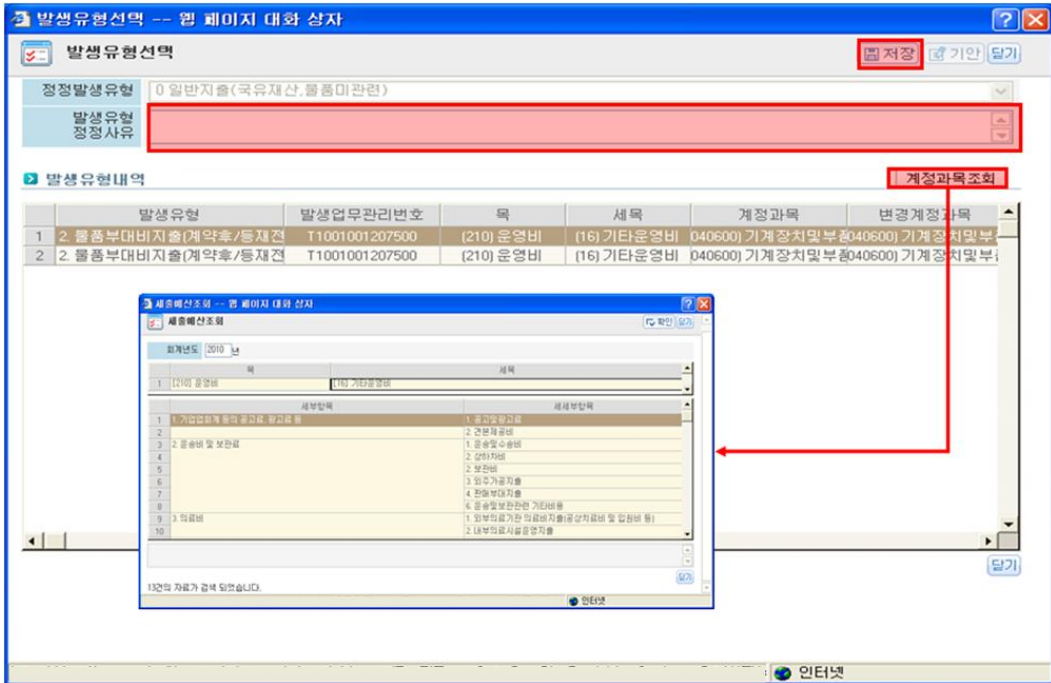 발생유형선택 -- 웹 페이지 대화 상자
발생유형선택 저장 기안 닫기
정정발생유형 0 일반지출(국유재산,물품미관련)
발생유형
정정사유
발생유형내역 계정과목조회
발생유형 발생업무관리번호 목 세목 계정과목 변경계정과목
1 2. 물품부대비지출(계약후/등재전 T1001001207500 (210) 운영비 (16) 기타운영비 040600) 기계장치및부품 040600) 기계장치및부
2 2. 물품부대비지출(계약후/등재전 T1001001207500 (210) 운영비 (16) 기타운영비 040600) 기계장치및부품 040600) 기계장치및부
세출예산조회 -- 웹 페이지 대화 상자
세출예산조회 확인 닫기
회계년도 2010 년
목 세목
1 [210] 운영비 [16] 기타운영비
세부항목 세세부항목
1 1. 기업업회계 등의 공고료, 광고료 등 1. 공고및광고료
2 2. 견본제공비
3 2. 운송비 및 보관료 1. 운송및수송비
4 2. 상하차비
5 2. 보관비
6 3. 외주가공지출
7 4. 판매부대지출
8 6. 운송및보관관련 기타비용
9 3. 의료비 1. 외부의료기관 의료비지출(공상치료비 및 입원비 등)
10 2. 내부의료시설운영지출
닫기
13건의 자료가 검색 되었습니다.
인터넷
닫기
인터넷